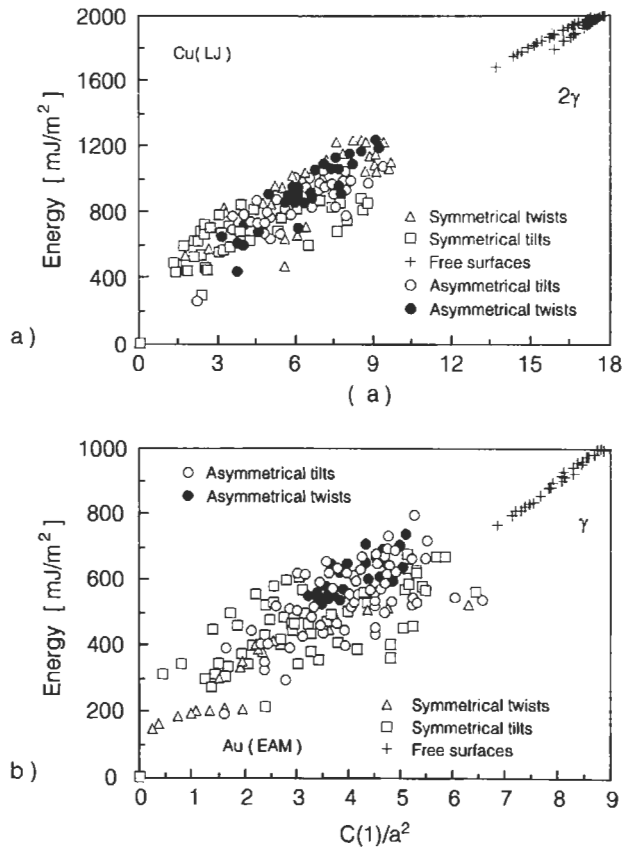 2000
1600
1200
800
400
0
Energy [ mJ/m² ]
Cu(LJ)
2γ
△ Symmetrical twists
□ Symmetrical tilts
+ Free surfaces
○ Asymmetrical tilts
● Asymmetrical twists
a)
0 3 6 9 12 15 18
( a )
1000
800
600
400
200
0
Energy [ mJ/m² ]
○ Asymmetrical tilts
● Asymmetrical twists
γ
△ Symmetrical twists
□ Symmetrical tilts
+ Free surfaces
Au(EAM)
b)
0 1 2 3 4 5 6 7 8 9
C(1)/a²